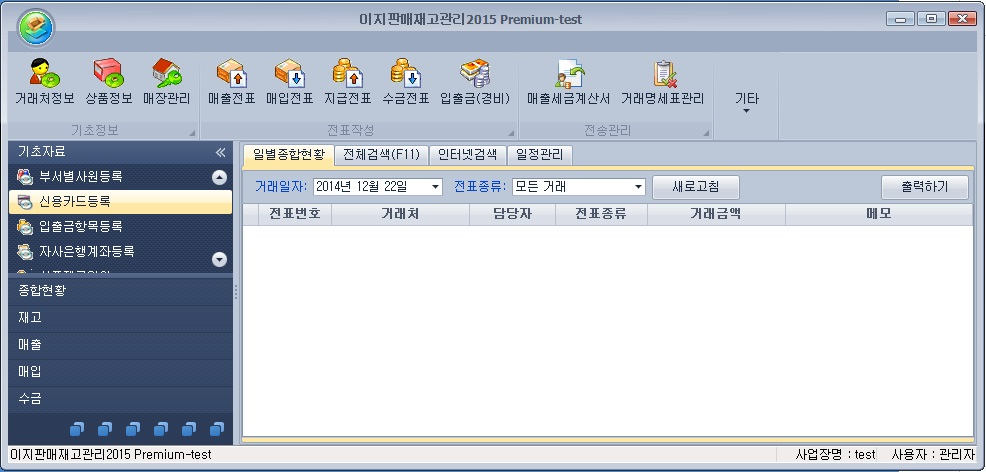 이지판매재고관리2015 Premium-test
거래처정보 상품정보 매장관리 매출전표 매입전표 지급전표 수금전표 입출금(경비) 매출세금계산서 거래명세표관리 기타
기초정보 전표작성 전송관리
기초자료
부서별사원등록
신용카드등록
입출금항목등록
자사은행계좌등록
종합현황
재고
매출
매입
수금
일별종합현황 전체검색(F11) 인터넷검색 일정관리
거래일자: 2014년 12월 22일 전표종류: 모든 거래 새로고침 출력하기
전표번호 거래처 담당자 전표종류 거래금액 메모
이지판매재고관리2015 Premium-test 사업장명 : test 사용자 : 관리자